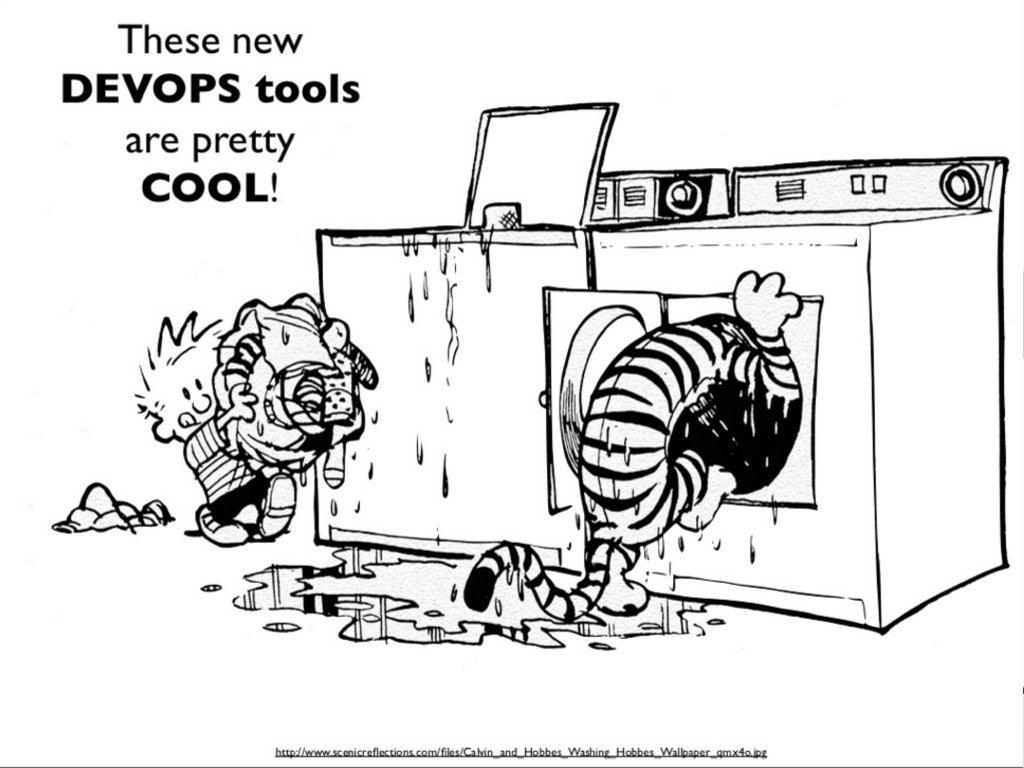 These new
DEVOPS tools
are pretty
COOL!
http://www.scenicreflections.com/files/Calvin_and_Hobbes_Washing_Hobbes_Wallpaper_qmx4o.jpg